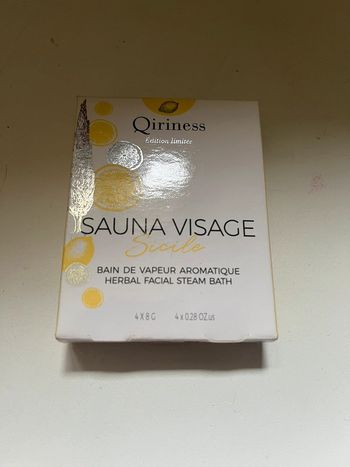 Qiriness
Édition limitée
SAUNA VISAGE
Sicile
BAIN DE VAPEUR AROMATIQUE
HERBAL FACIAL STEAM BATH
4 X 8 G 4 x 0.28 OZ.us